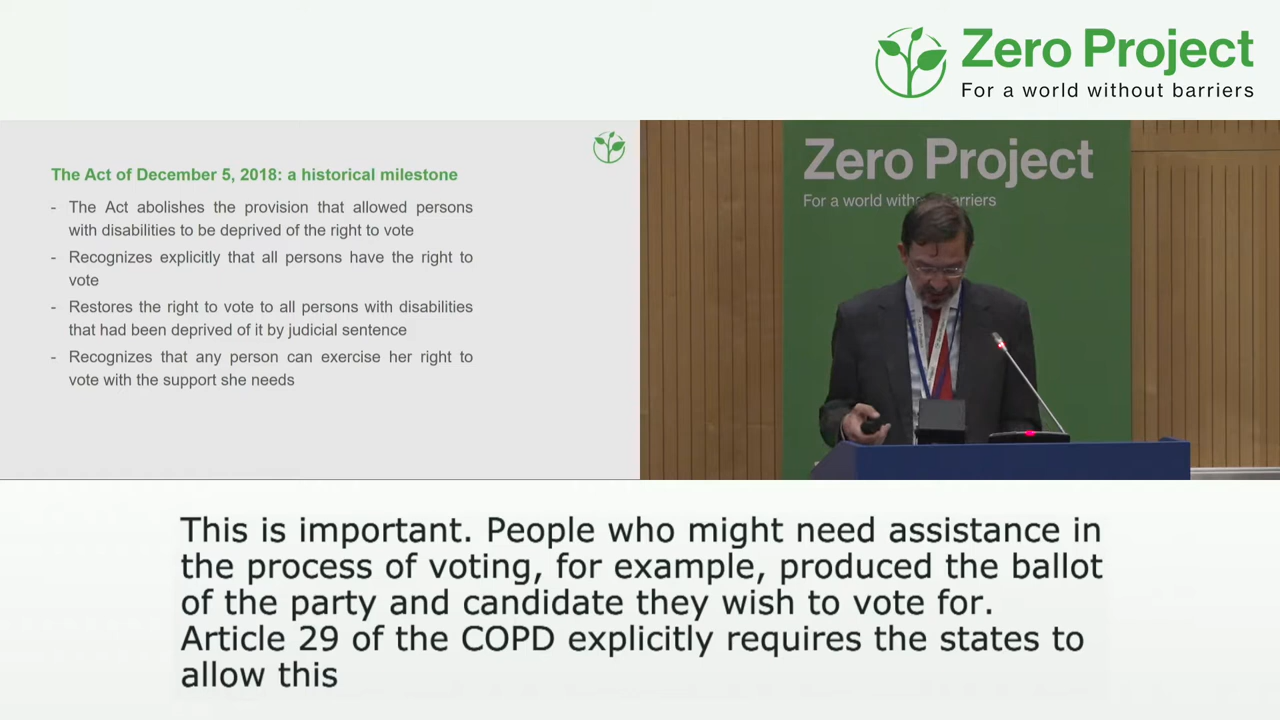 Zero Project
For a world without barriers
The Act of December 5, 2018: a historical milestone
- The Act abolishes the provision that allowed persons
with disabilities to be deprived of the right to vote
- Recognizes explicitly that all persons have the right to
vote
- Restores the right to vote to all persons with disabilities
that had been deprived of it by judicial sentence
- Recognizes that any person can exercise her right to
vote with the support she needs
Zero Project
For a world without barriers
This is important. People who might need assistance in
the process of voting, for example, produced the ballot
of the party and candidate they wish to vote for.
Article 29 of the COPD explicitly requires the states to
allow this